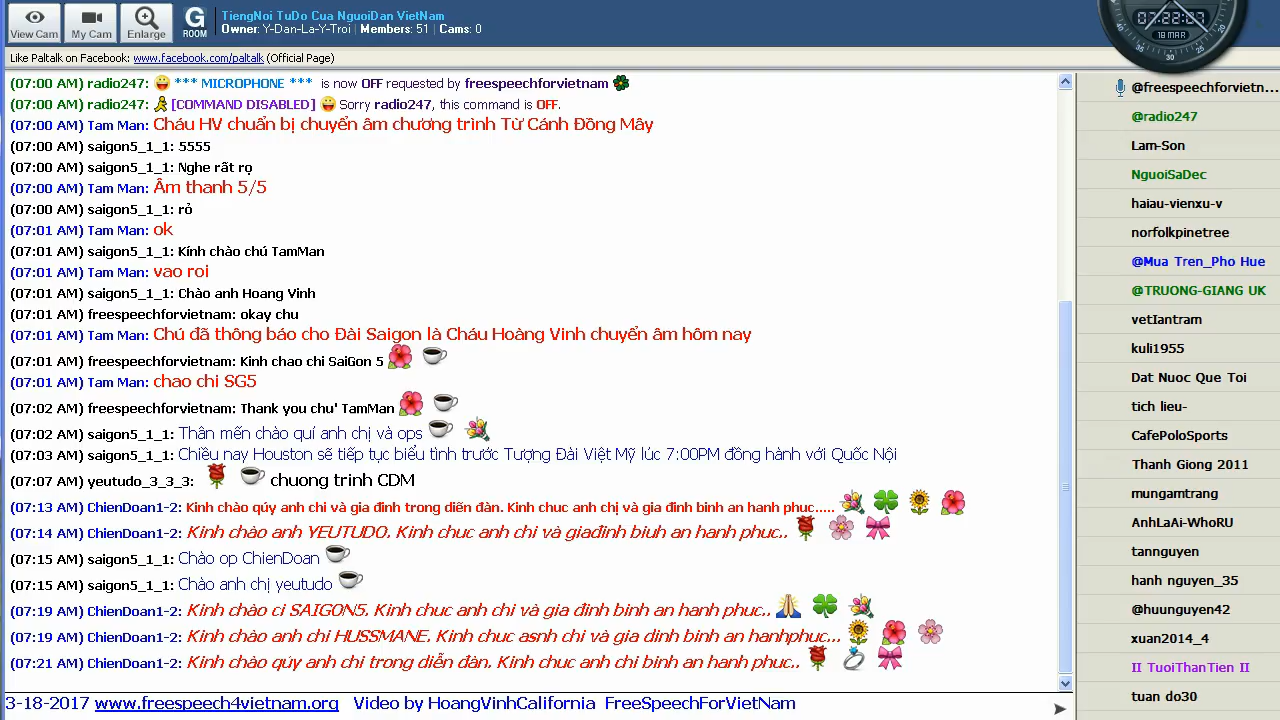 View Cam
My Cam
Enlarge
G
ROOM
TiengNoi TuDo Cua NguoiDan VietNam
Owner: Y-Dan-La-Y-Troi | Members: 51 | Cams: 0
07:22:07
18 MAR
Like Paltalk on Facebook: www.facebook.com/paltalk (Official Page)
(07:00 AM) radio247: *** MICROPHONE *** is now OFF requested by freespeechforvietnam
(07:00 AM) radio247: [COMMAND DISABLED] Sorry radio247, this command is OFF.
(07:00 AM) Tam Man: Cháu HV chuẩn bị chuyển âm chương trình Từ Cánh Đồng Mây
(07:00 AM) saigon5_1_1: 5555
(07:00 AM) saigon5_1_1: Nghe rất rọ
(07:00 AM) Tam Man: Âm thanh 5/5
(07:00 AM) saigon5_1_1: rỏ
(07:01 AM) Tam Man: ok
(07:01 AM) saigon5_1_1: Kính chào chú TamMan
(07:01 AM) Tam Man: vao roi
(07:01 AM) saigon5_1_1: Chào anh Hoang Vinh
(07:01 AM) freespeechforvietnam: okay chu
(07:01 AM) Tam Man: Chú đã thông báo cho Đài Saigon là Cháu Hoàng Vinh chuyển âm hôm nay
(07:01 AM) freespeechforvietnam: Kinh chao chi SaiGon 5
(07:01 AM) Tam Man: chao chi SG5
(07:02 AM) freespeechforvietnam: Thank you chu' TamMan
(07:02 AM) saigon5_1_1: Thân mến chào quí anh chị và ops
(07:03 AM) saigon5_1_1: Chiều nay Houston sẽ tiếp tục biểu tình trước Tượng Đài Việt Mỹ lúc 7:00PM đồng hành với Quốc Nội
(07:07 AM) yeutudo_3_3_3: chuong trinh CDM
(07:13 AM) ChienDoan1-2: Kinh chào qúy anh chi và gia đinh trong diễn đàn. Kinh chuc anh chị và gia đinh binh an hanh phuc.....
(07:14 AM) ChienDoan1-2: Kinh chào anh YEUTUDO. Kinh chuc anh chi và giađinh biuh an hanh phuc..
(07:15 AM) saigon5_1_1: Chào op ChienDoan
(07:15 AM) saigon5_1_1: Chào anh chị yeutudo
(07:19 AM) ChienDoan1-2: Kinh chào ci SAIGON5. Kinh chuc anh chi và gia đinh binh an hanh phuc..
(07:19 AM) ChienDoan1-2: Kinh chào anh chi HUSSMANE. Kinh chuc asnh chi và gia dinh binh an hanhphuc...
(07:21 AM) ChienDoan1-2: Kinh chào qúy anh chi trong diễn đàn. Kinh chuc anh chi binh an hanh phuc..
@freespeechforvietn...
@radio247
Lam-Son
NguoiSaDec
haiau-vienxu-v
norfolkpinetree
@Mua Tren_Pho Hue
@TRUONG-GIANG UK
vetIantram
kuli1955
Dat Nuoc Que Toi
tich lieu-
CafePoloSports
Thanh Giong 2011
mungamtrang
AnhLaAi-WhoRU
tannguyen
hanh nguyen_35
@huunguyen42
xuan2014_4
II TuoiThanTien II
tuan do30
3-18-2017 www.freespeech4vietnam.org Video by HoangVinhCalifornia FreeSpeechForVietNam